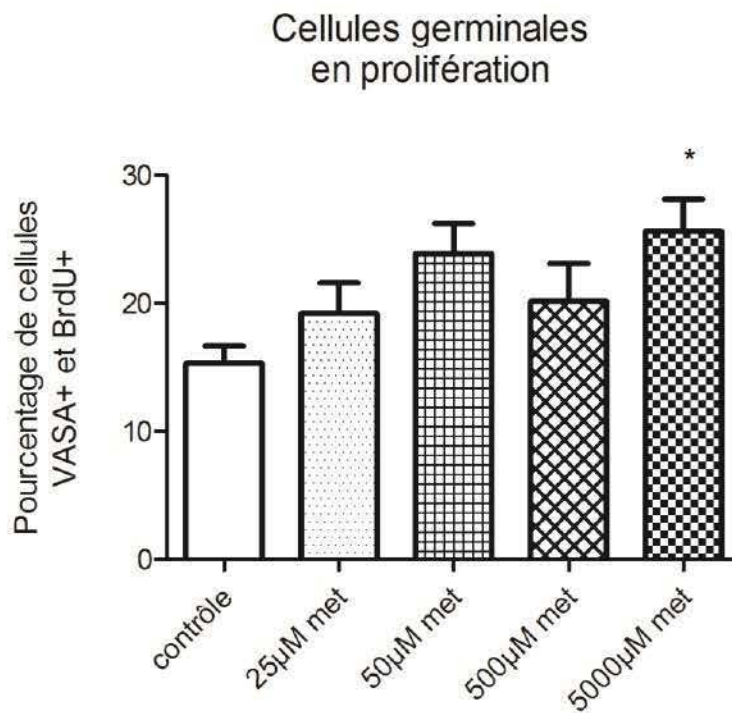 Cellules germinales
en prolifération
*
30
20
10
0
Pourcentage de cellules
VASA+ et BrdU+
contrôle
25µM met
50µM met
500µM met
5000µM met